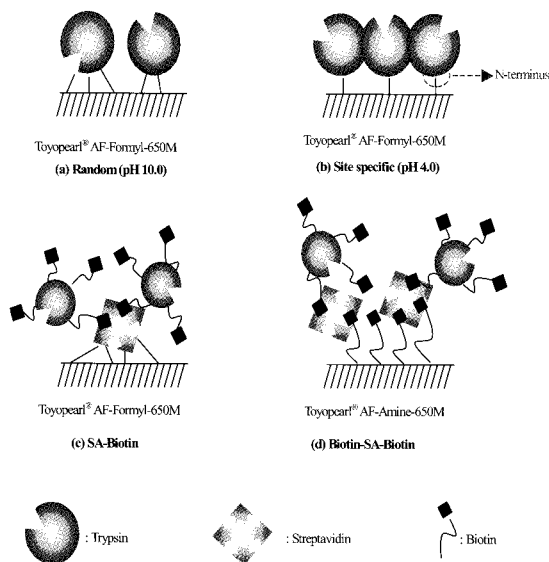 N-terminus
Toyopearl® AF-Formyl-650M
Toyopearl® AF-Formyl-650M
(a) Random (pH 10.0)
(b) Site specific (pH 4.0)
Toyopearl® AF-Formyl-650M
Toyopearl® AF-Amine-650M
(c) SA-Biotin
(d) Biotin-SA-Biotin
: Trypsin
: Streptavidin
: Biotin